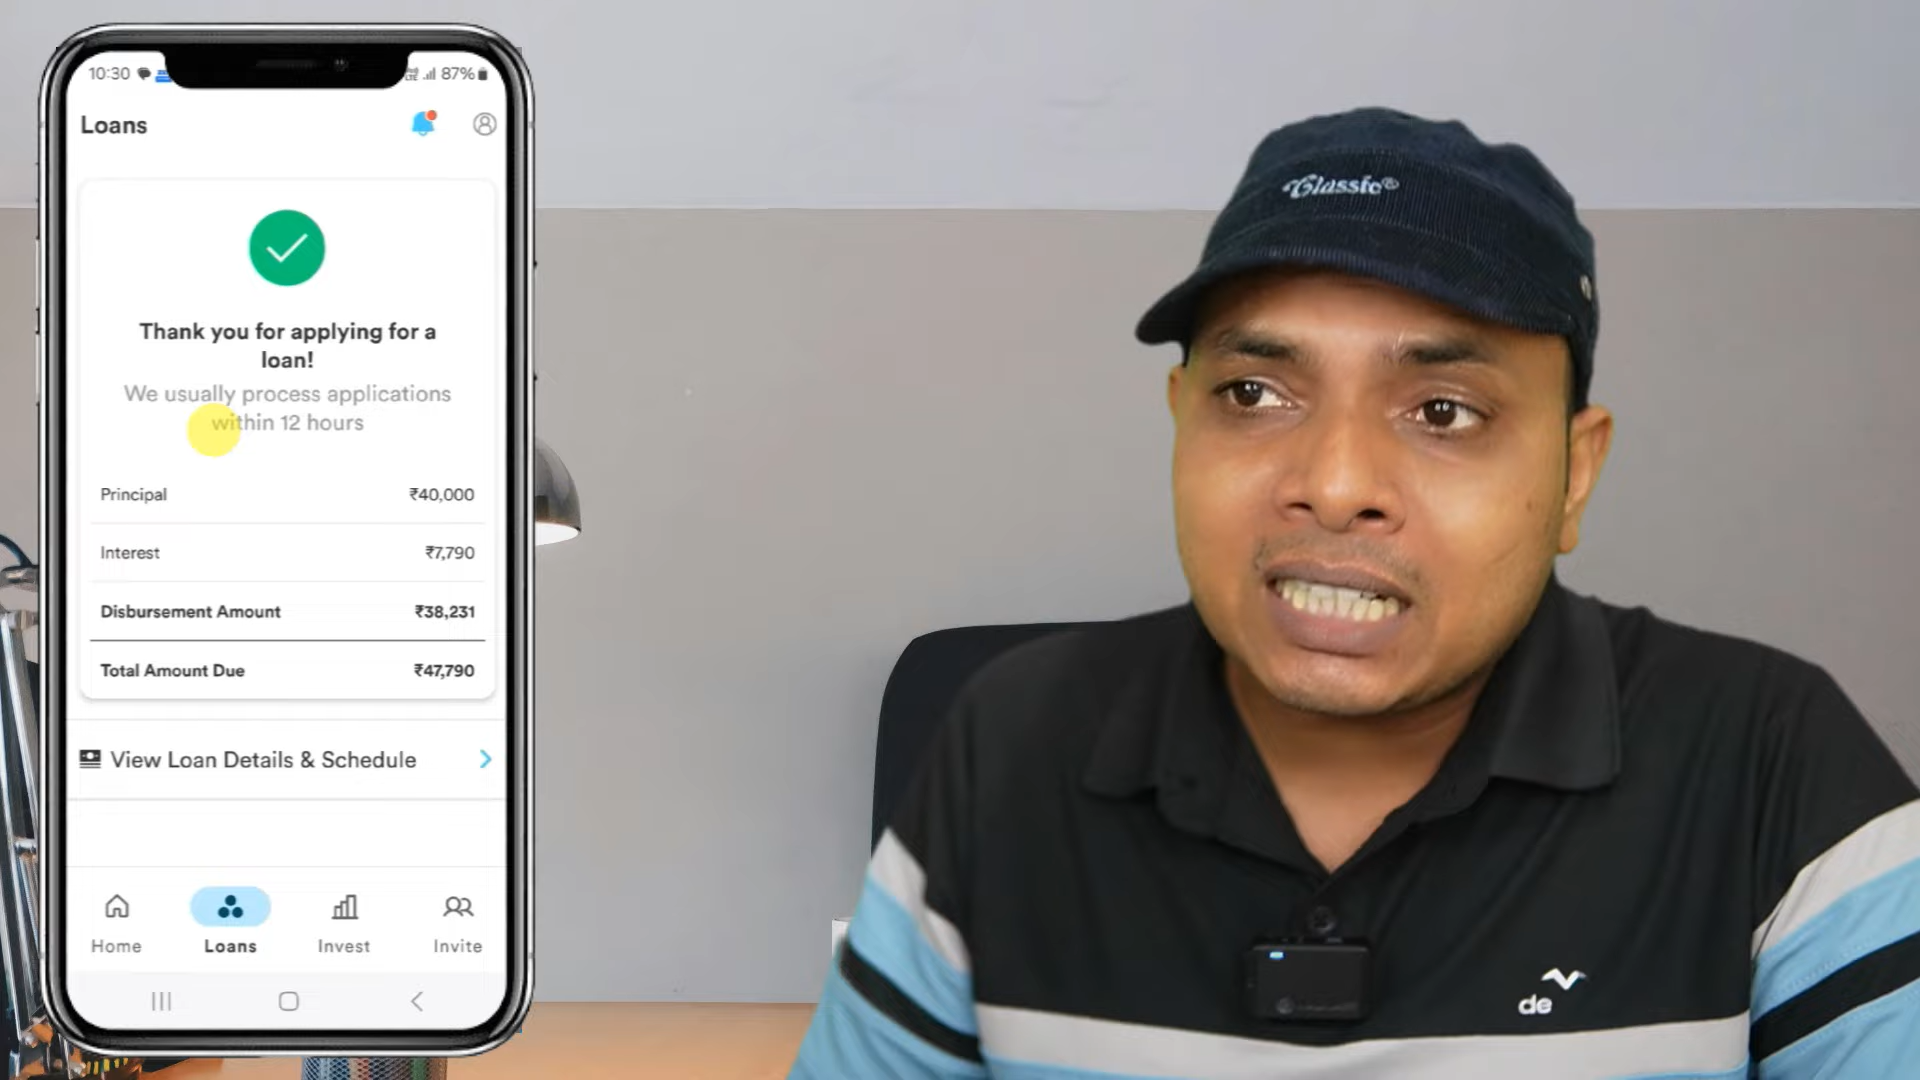 10:30
87%
Loans
Thank you for applying for a
loan!
We usually process applications
within 12 hours
Principal ₹40,000
Interest ₹7,790
Disbursement Amount ₹38,231
Total Amount Due ₹47,790
View Loan Details & Schedule
Home Loans Invest Invite
Classic®
de